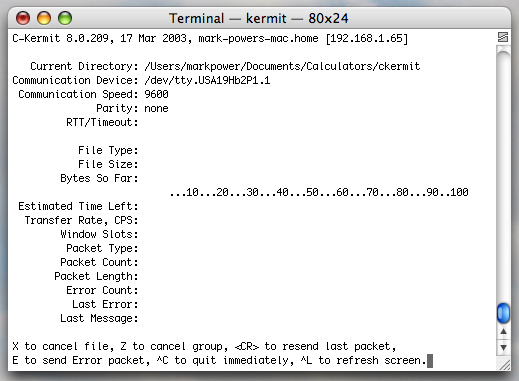 Terminal — kermit — 80x24
C-Kermit 8.0.209, 17 Mar 2003, mark-powers-mac.home [192.168.1.65]
Current Directory: /Users/markpower/Documents/Calculators/ckermit
Communication Device: /dev/tty.USA19Hb2P1.1
Communication Speed: 9600
Parity: none
RTT/Timeout:
File Type:
File Size:
Bytes So Far:
...10...20...30...40...50...60...70...80...90..100
Estimated Time Left:
Transfer Rate, CPS:
Window Slots:
Packet Type:
Packet Count:
Packet Length:
Error Count:
Last Error:
Last Message:
X to cancel file, Z to cancel group, <CR> to resend last packet,
E to send Error packet, ^C to quit immediately, ^L to refresh screen.